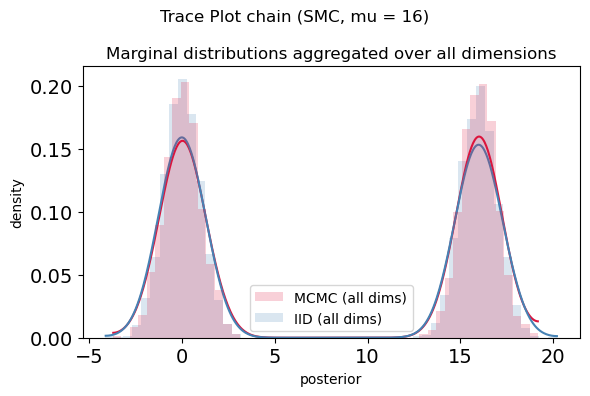 Trace Plot chain (SMC, mu = 16)
Marginal distributions aggregated over all dimensions
0.20
0.15
0.10
0.05
0.00
density
MCMC (all dims)
IID (all dims)
−5
0
5
10
15
20
posterior